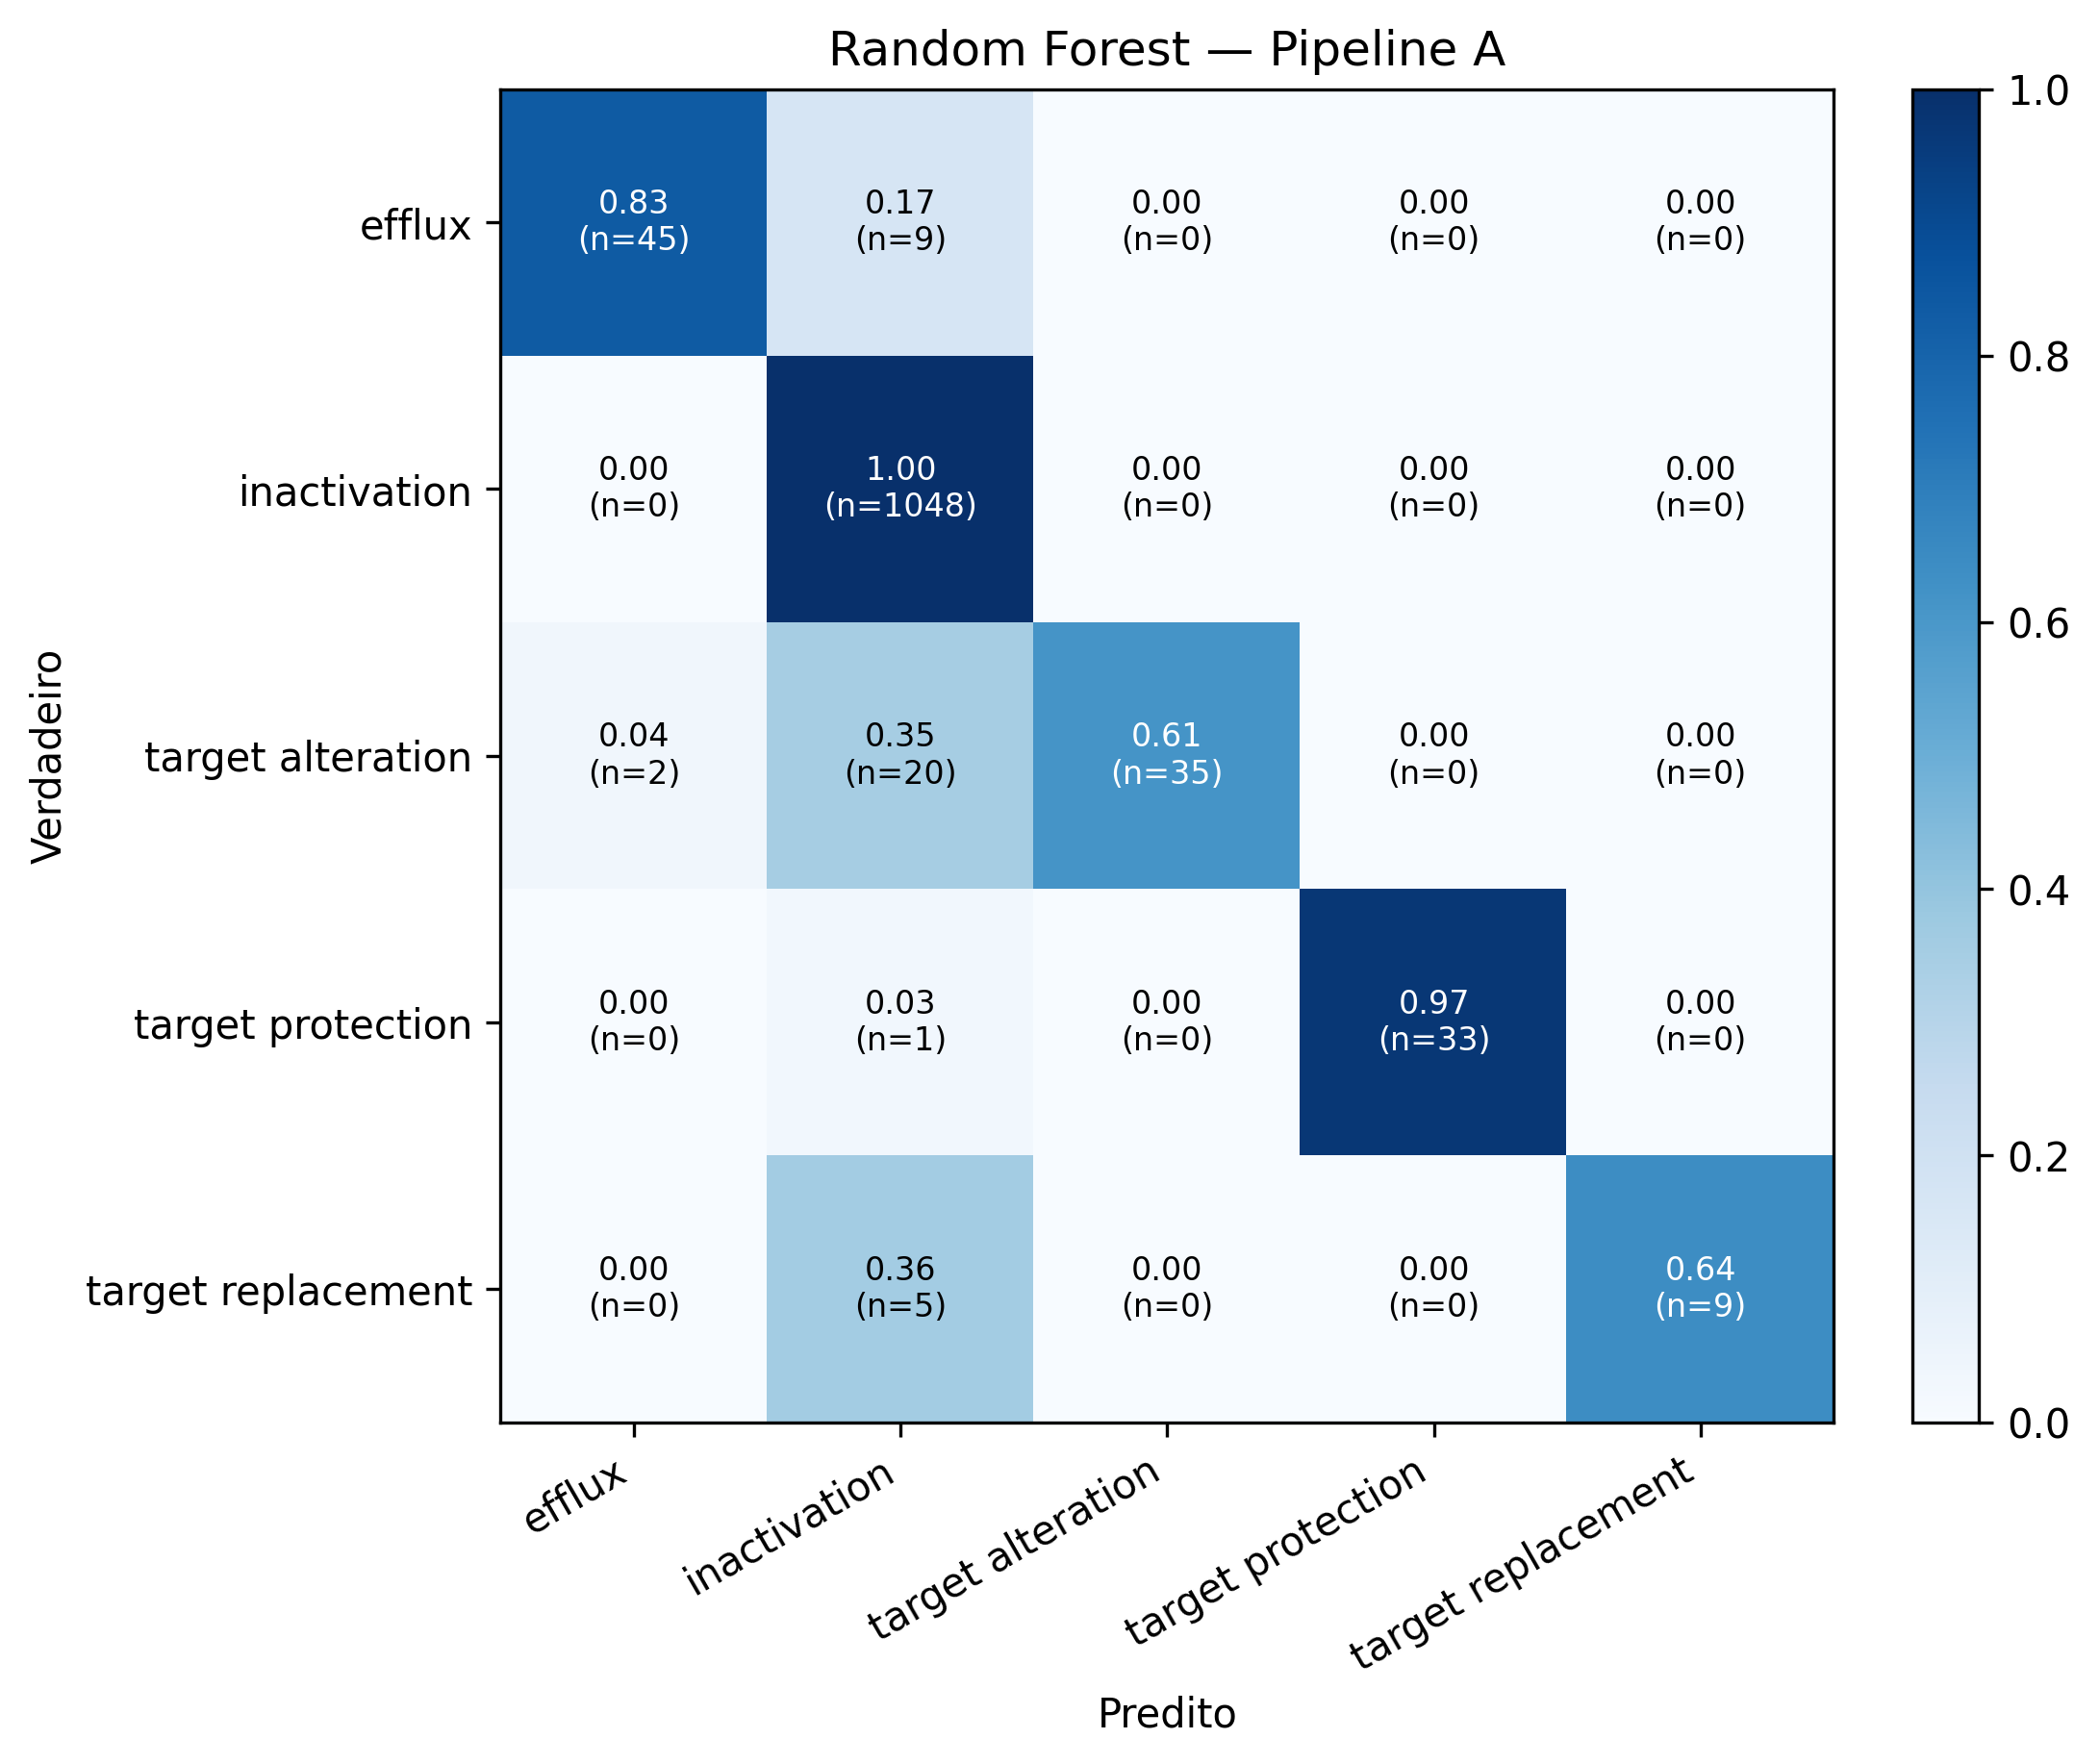 Random Forest — Pipeline A
1.0
0.8
0.6
0.4
0.2
0.0
Verdadeiro
efflux
0.83
(n=45)
0.17
(n=9)
0.00
(n=0)
0.00
(n=0)
0.00
(n=0)
inactivation
0.00
(n=0)
1.00
(n=1048)
0.00
(n=0)
0.00
(n=0)
0.00
(n=0)
target alteration
0.04
(n=2)
0.35
(n=20)
0.61
(n=35)
0.00
(n=0)
0.00
(n=0)
target protection
0.00
(n=0)
0.03
(n=1)
0.00
(n=0)
0.97
(n=33)
0.00
(n=0)
target replacement
0.00
(n=0)
0.36
(n=5)
0.00
(n=0)
0.00
(n=0)
0.64
(n=9)
efflux
inactivation
target alteration
target protection
target replacement
Predito